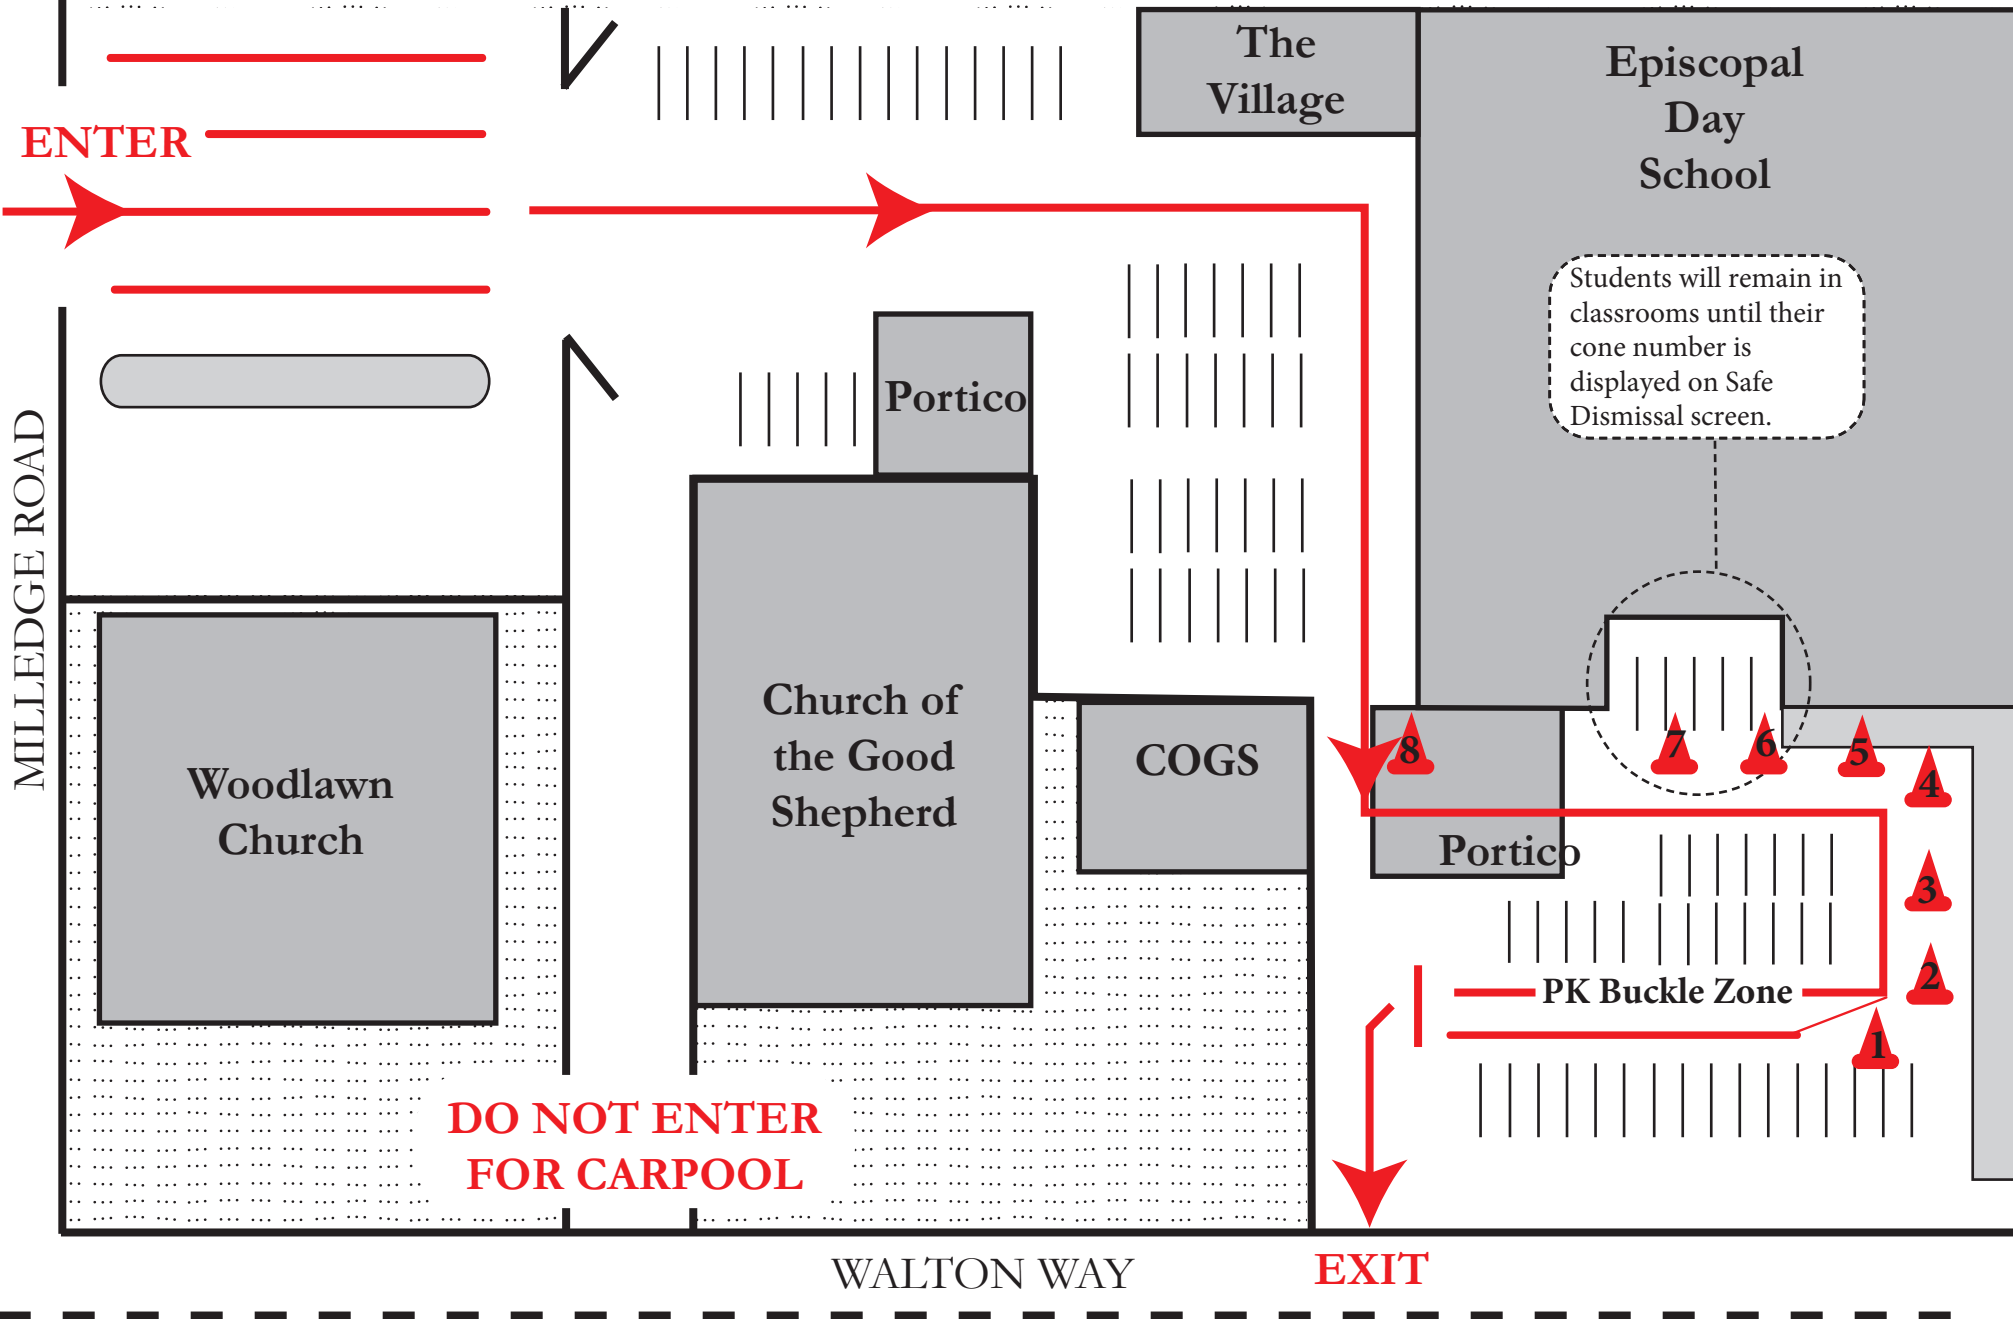 The
Village
Episcopal
Day
School
ENTER
Students will remain in
classrooms until their
cone number is
displayed on Safe
Dismissal screen.
Portico
MILLEDGE ROAD
Woodlawn
Church
Church of
the Good
Shepherd
COGS
8
7
6
5
4
Portico
3
2
PK Buckle Zone
1
DO NOT ENTER
FOR CARPOOL
WALTON WAY
EXIT